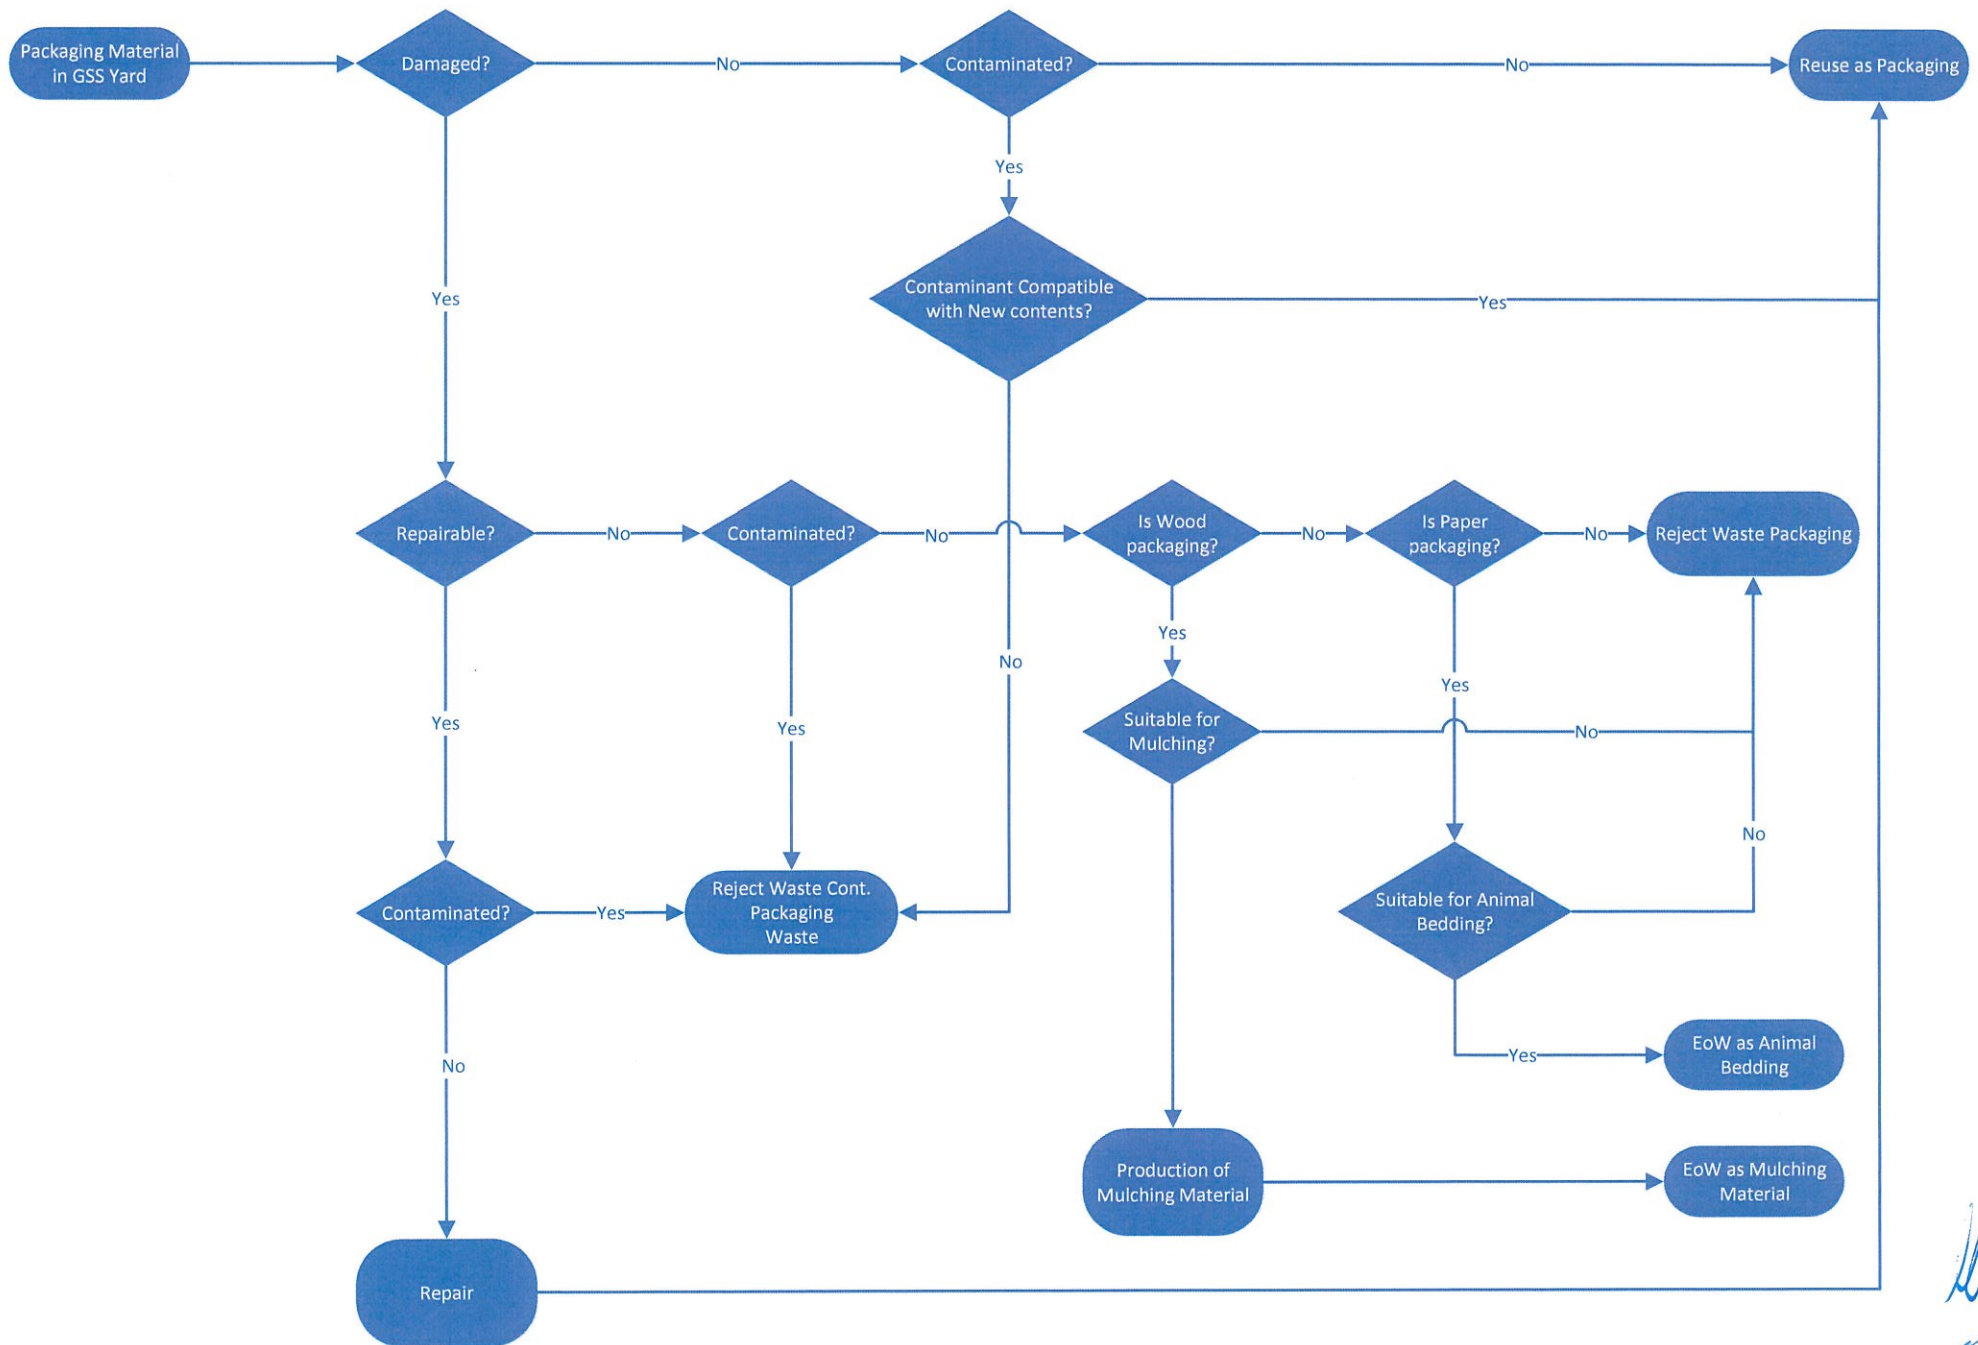 Packaging Material
in GSS Yard
Damaged?
No
Contaminated?
No
Reuse as Packaging
Yes
Contaminant Compatible
with New contents?
Yes
Yes
Repairable?
No
Contaminated?
No
Is Wood
packaging?
No
Is Paper
packaging?
No
Reject Waste Packaging
Yes
No
Yes
Yes
Yes
Suitable for
Mulching?
No
Yes
No
Contaminated?
Yes
Reject Waste Cont.
Packaging
Waste
Suitable for Animal
Bedding?
No
Yes
EoW as Animal
Bedding
Production of
Mulching Material
EoW as Mulching
Material
Repair